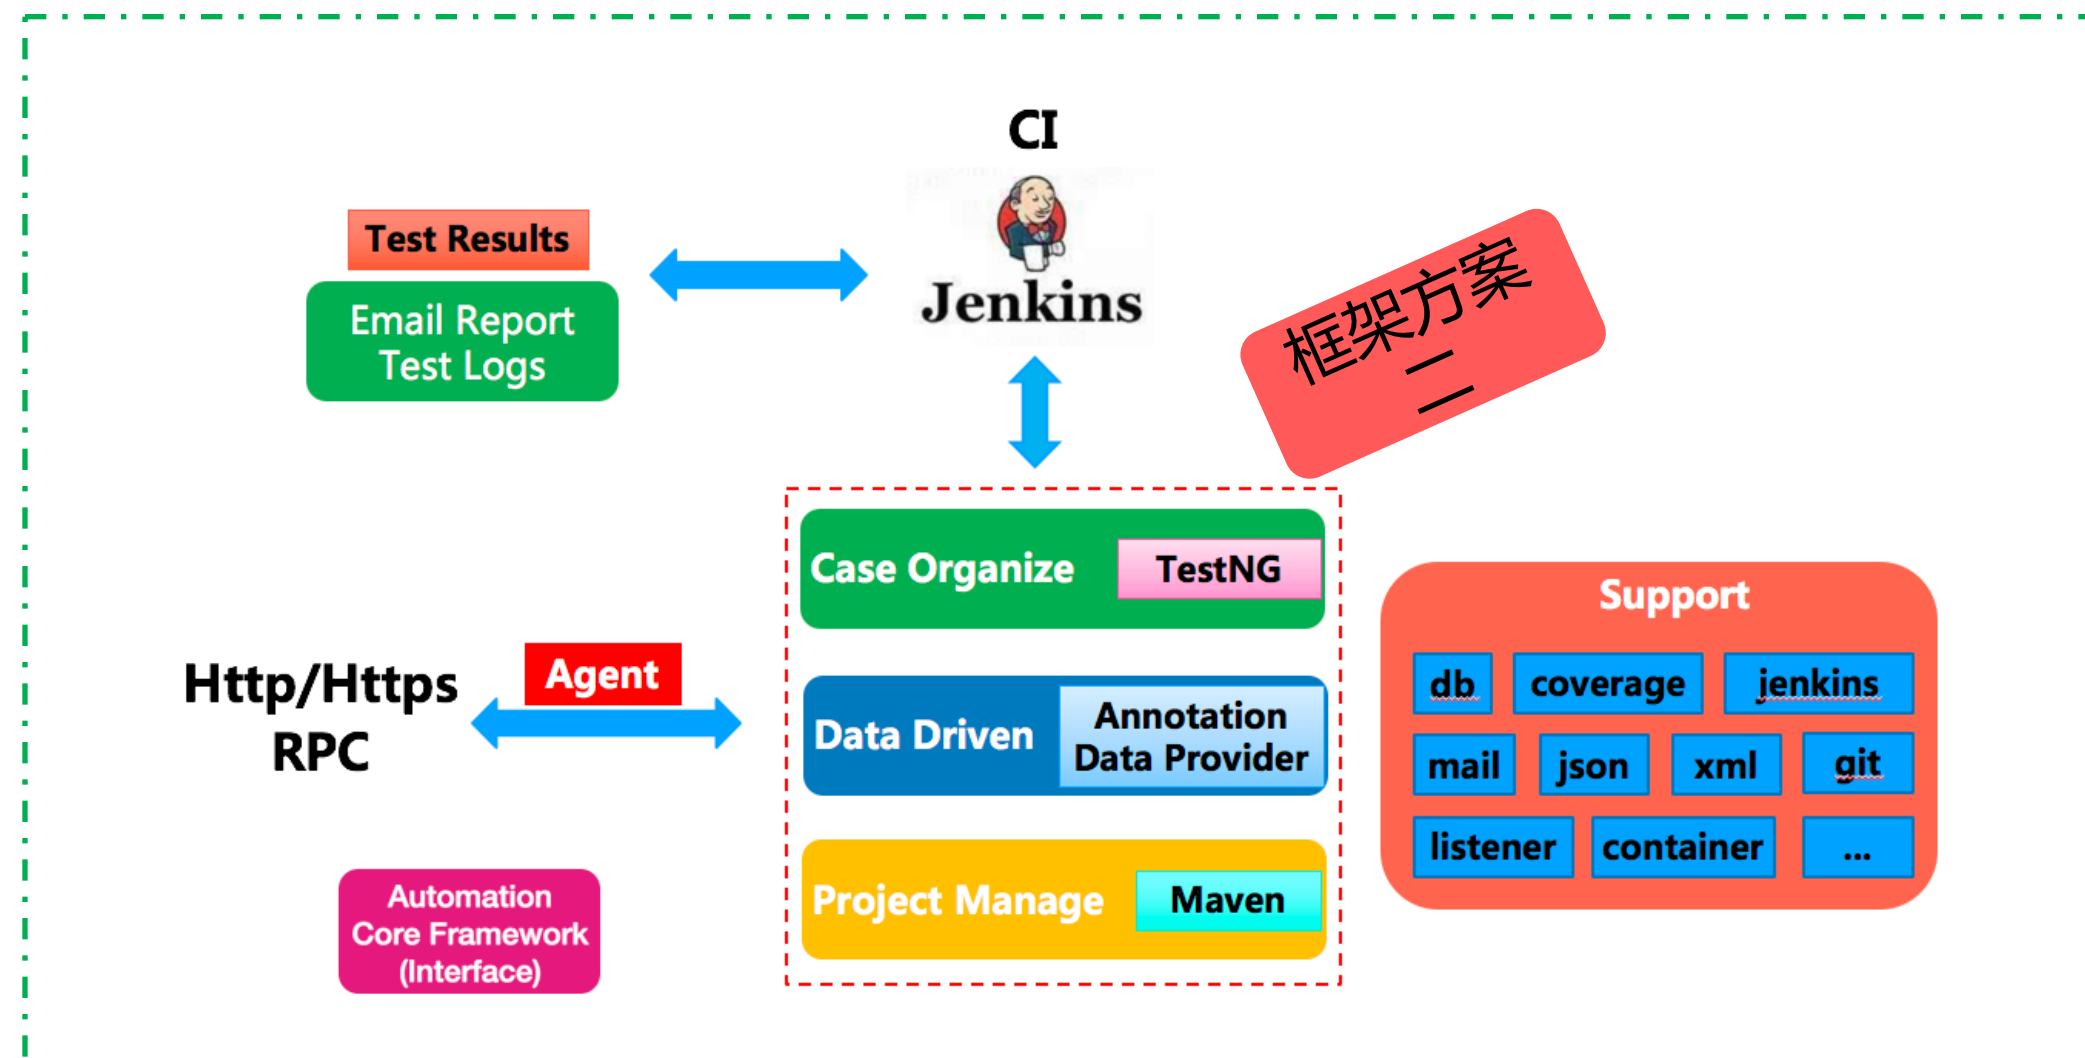 CI
Jenkins
Test Results
Email Report
Test Logs
框架方案
二
Case Organize
TestNG
Http/Https
RPC
Agent
Data Driven
Annotation
Data Provider
Project Manage
Maven
Automation
Core Framework
(Interface)
Support
db
coverage
jenkins
mail
json
xml
git
listener
container
...